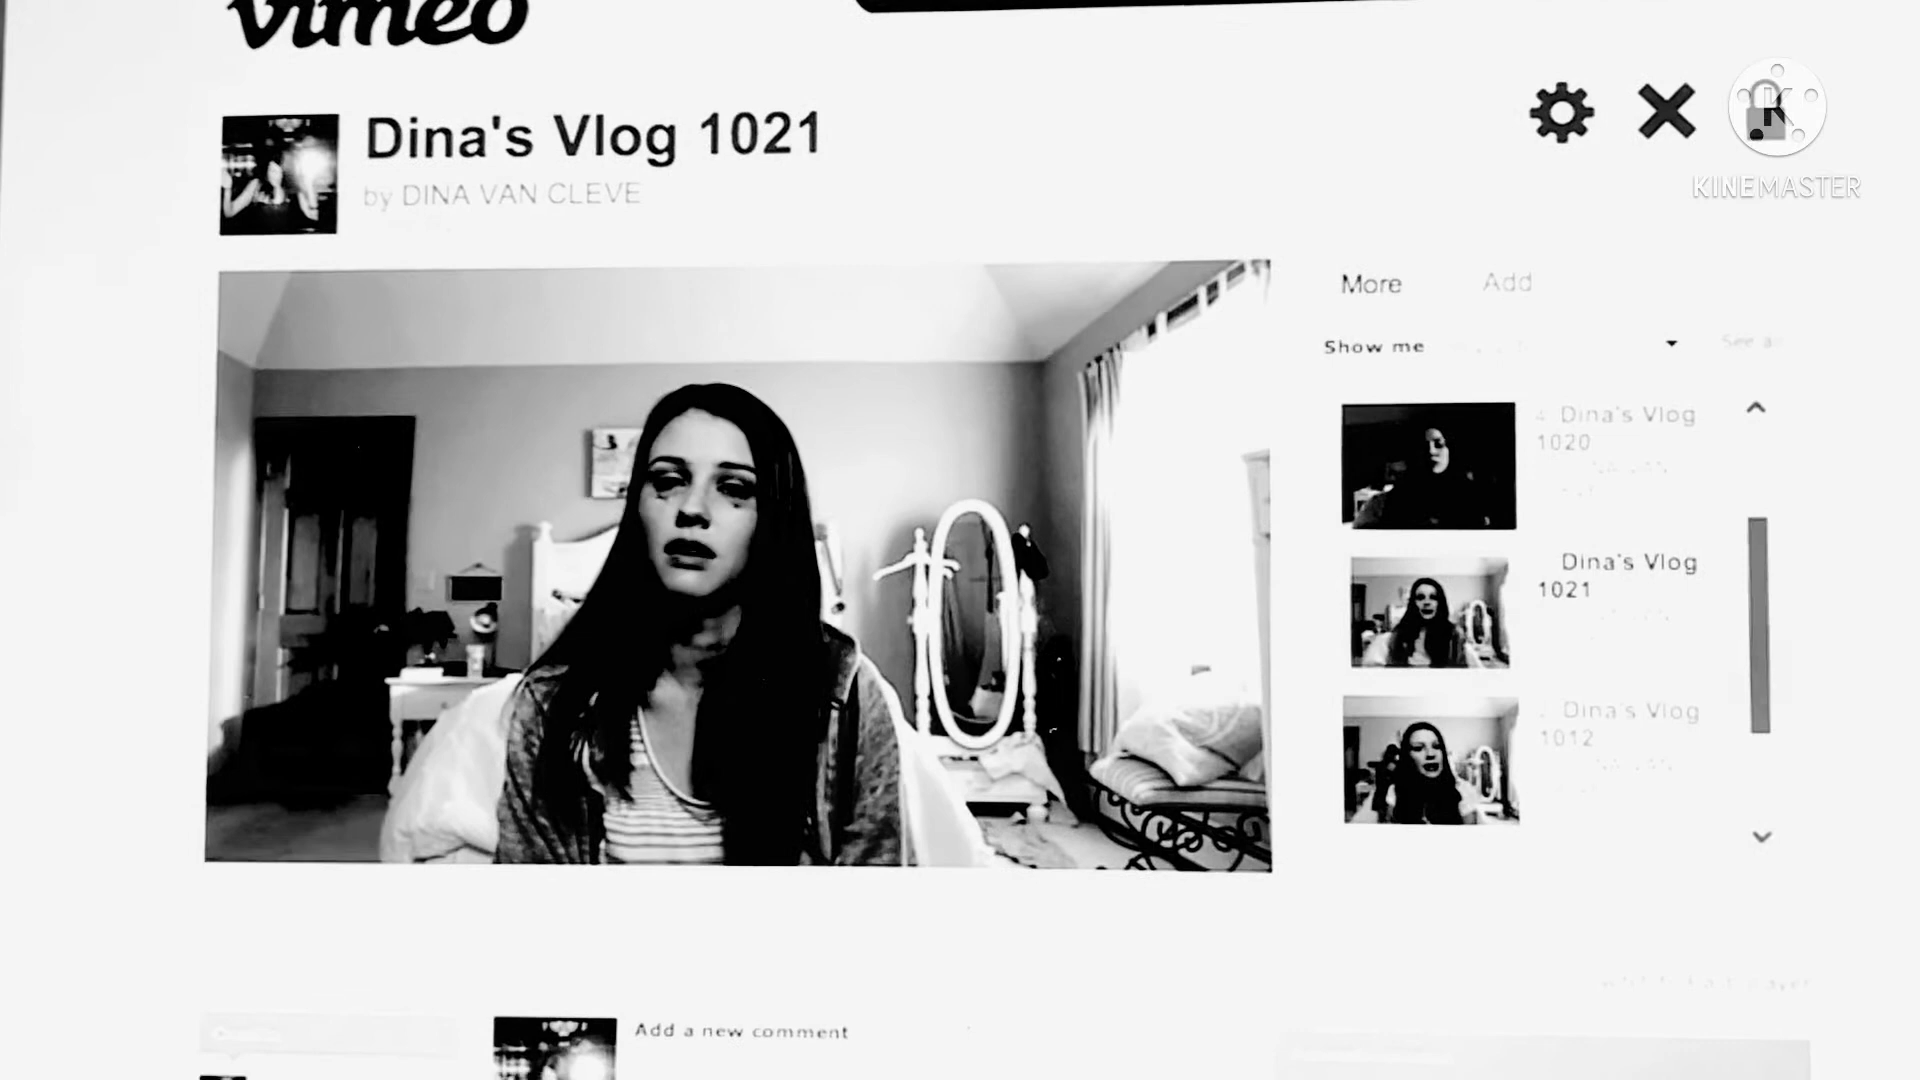 vimeo
Dina's Vlog 1021
by DINA VAN CLEVE
K
KINEMASTER
More
Add
Show me
See a
Dina's Vlog
1020
Dina's Vlog
1021
Dina's Vlog
1012
Add a new comment